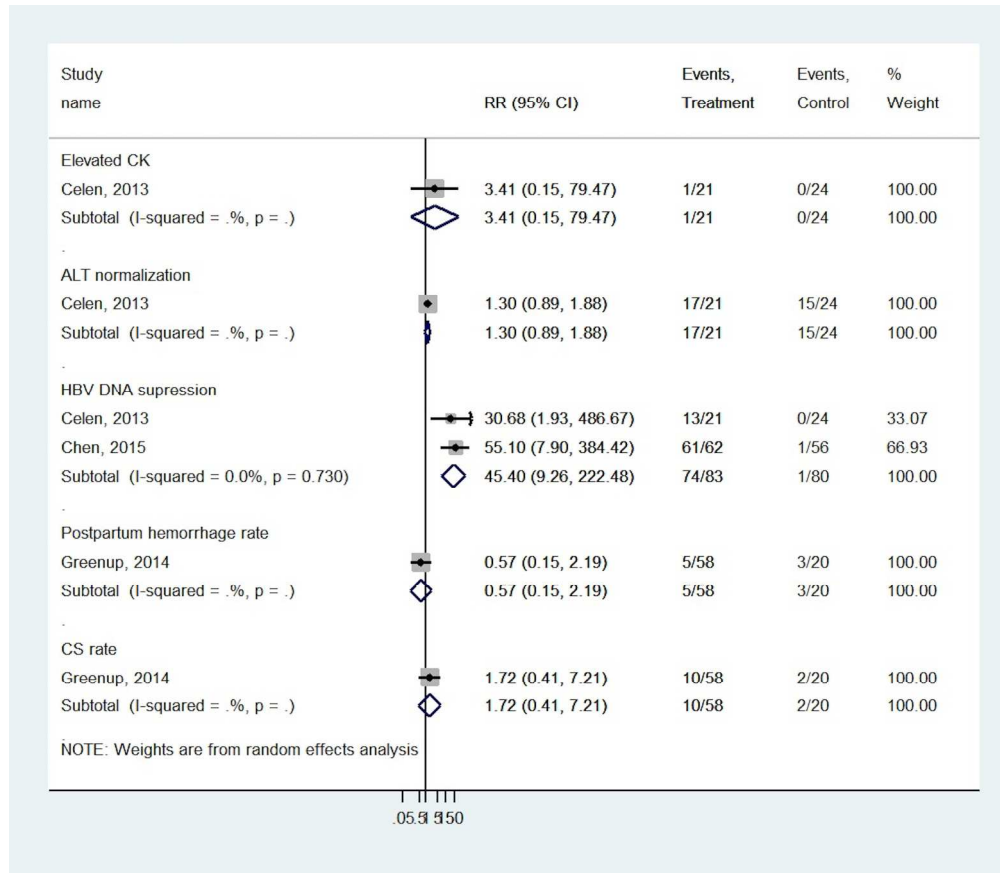 Study name RR (95% CI) Events, Treatment Events, Control % Weight
Elevated CK
Celen, 2013 3.41 (0.15, 79.47) 1/21 0/24 100.00
Subtotal (I-squared = .%, p = .) 3.41 (0.15, 79.47) 1/21 0/24 100.00
.
ALT normalization
Celen, 2013 1.30 (0.89, 1.88) 17/21 15/24 100.00
Subtotal (I-squared = .%, p = .) 1.30 (0.89, 1.88) 17/21 15/24 100.00
.
HBV DNA supression
Celen, 2013 30.68 (1.93, 486.67) 13/21 0/24 33.07
Chen, 2015 55.10 (7.90, 384.42) 61/62 1/56 66.93
Subtotal (I-squared = 0.0%, p = 0.730) 45.40 (9.26, 222.48) 74/83 1/80 100.00
.
Postpartum hemorrhage rate
Greenup, 2014 0.57 (0.15, 2.19) 5/58 3/20 100.00
Subtotal (I-squared = .%, p = .) 0.57 (0.15, 2.19) 5/58 3/20 100.00
.
CS rate
Greenup, 2014 1.72 (0.41, 7.21) 10/58 2/20 100.00
Subtotal (I-squared = .%, p = .) 1.72 (0.41, 7.21) 10/58 2/20 100.00
.
NOTE: Weights are from random effects analysis
.05 .5